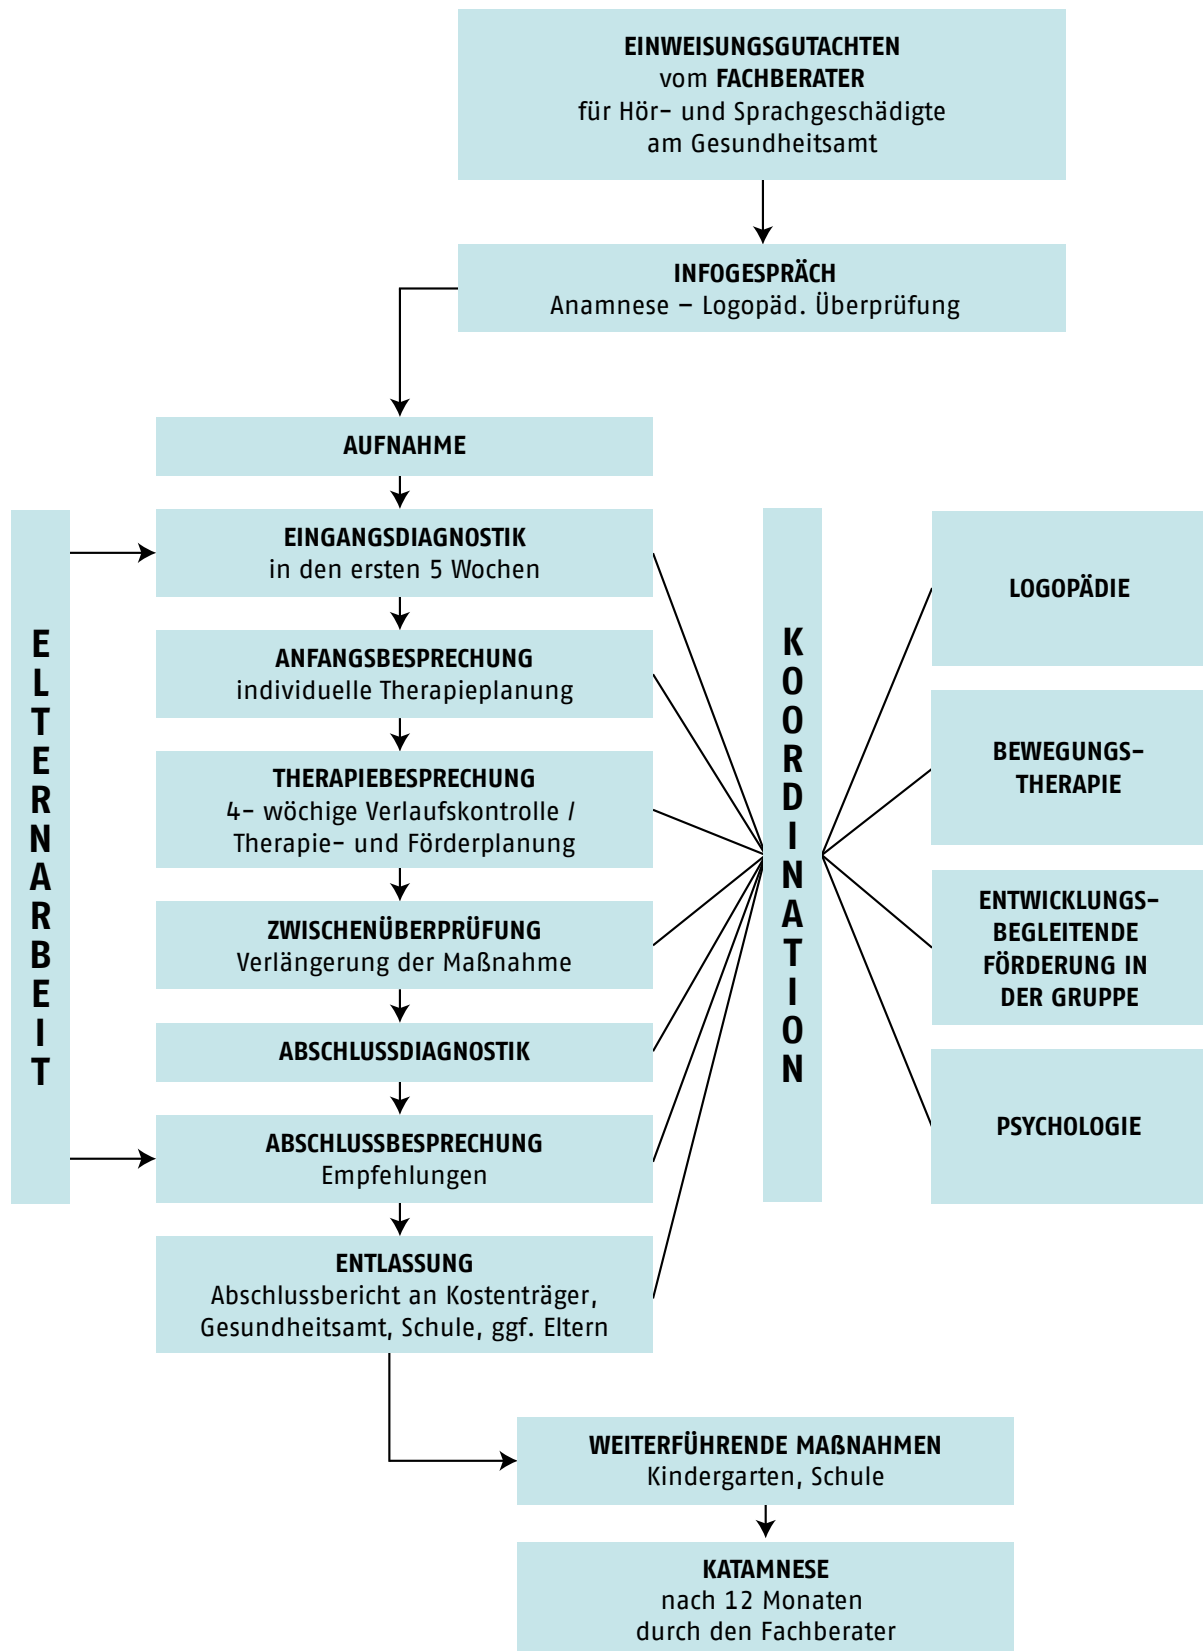 EINWEISUNGSGUTACHTEN
vom FACHBERATER
für Hör- und Sprachgeschädigte
am Gesundheitsamt
INFOGESPRÄCH
Anamnese – Logopäd. Überprüfung
AUFNAHME
EINGANGSDIAGNOSTIK
in den ersten 5 Wochen
ANFANGSBESPRECHUNG
individuelle Therapieplanung
THERAPIEBESPRECHUNG
4- wöchige Verlaufskontrolle /
Therapie- und Förderplanung
ZWISCHENÜBERPRÜFUNG
Verlängerung der Maßnahme
ABSCHLUSSDIAGNOSTIK
ABSCHLUSSBESPRECHUNG
Empfehlungen
ENTLASSUNG
Abschlussbericht an Kostenträger,
Gesundheitsamt, Schule, ggf. Eltern
ELTERNARBEIT
KOORDINATION
LOGOPÄDIE
BEWEGUNGS-
THERAPIE
ENTWICKLUNGS-
BEGLEITENDE
FÖRDERUNG IN
DER GRUPPE
PSYCHOLOGIE
WEITERFÜHRENDE MAßNAHMEN
Kindergarten, Schule
KATAMNESE
nach 12 Monaten
durch den Fachberater